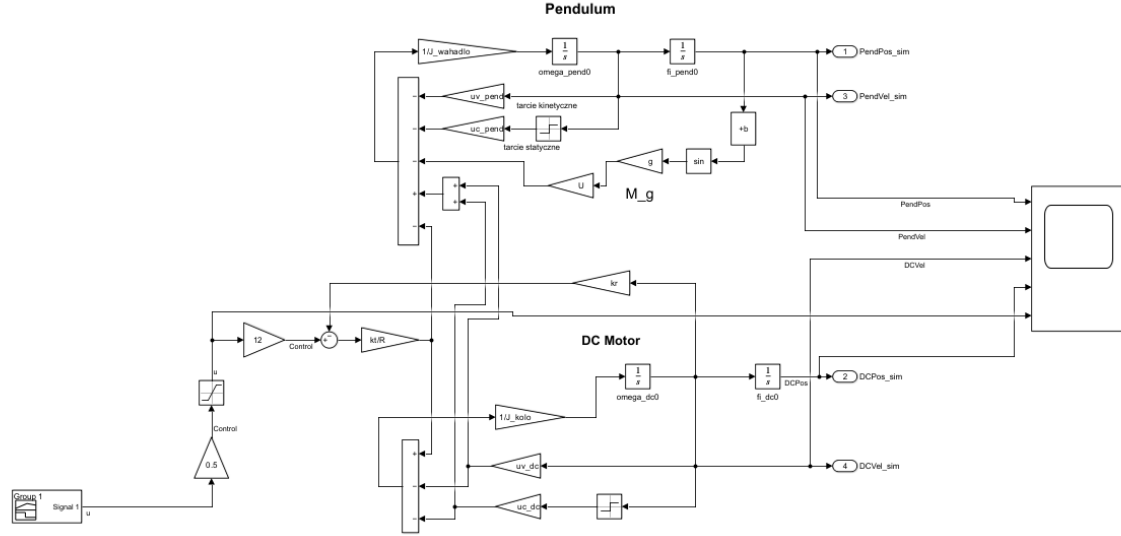 Pendulum
1/J_wahadlo
1
s
omega_pend0
1
s
fi_pend0
1
PendPos_sim
uv_pend
tarcie kinetyczne
3
PendVel_sim
uc_pend
tarcie statyczne
+b
sin
g
U
M_g
PendPos
PendVel
DCVel
kr
12
Control
kt/R
DC Motor
u
1
s
omega_dc0
1
s
fi_dc0
DCPos
2
DCPos_sim
1/J_kolo
Control
0.5
uv_dc
4
DCVel_sim
Group 1
Signal 1
u
uc_dc